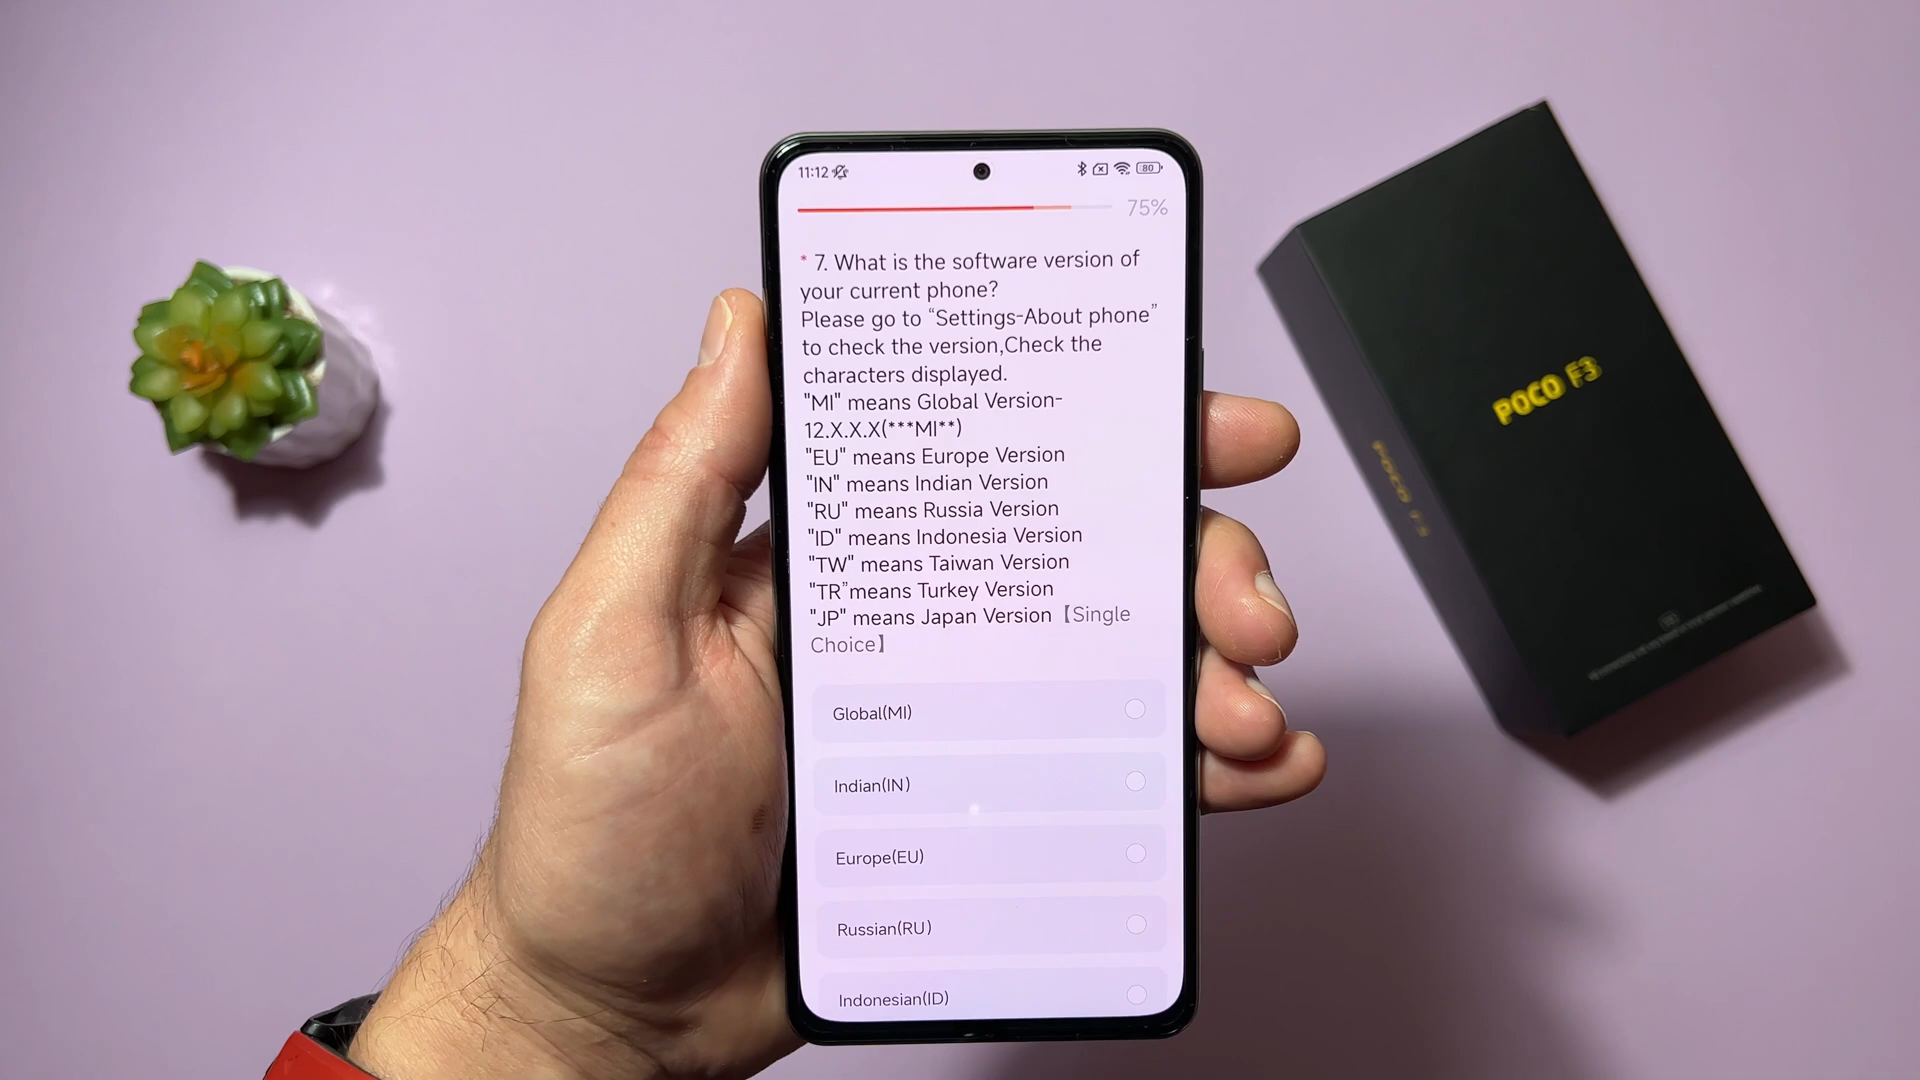 11:12
80
75%
* 7. What is the software version of
your current phone?
Please go to “Settings-About phone”
to check the version,Check the
characters displayed.
"MI" means Global Version-
12.X.X.X(***MI**)
"EU" means Europe Version
"IN" means Indian Version
"RU" means Russia Version
"ID" means Indonesia Version
"TW" means Taiwan Version
"TR”means Turkey Version
"JP" means Japan Version【Single
Choice】
Global(MI)
Indian(IN)
Europe(EU)
Russian(RU)
Indonesian(ID)
POCO F3
POCO F3